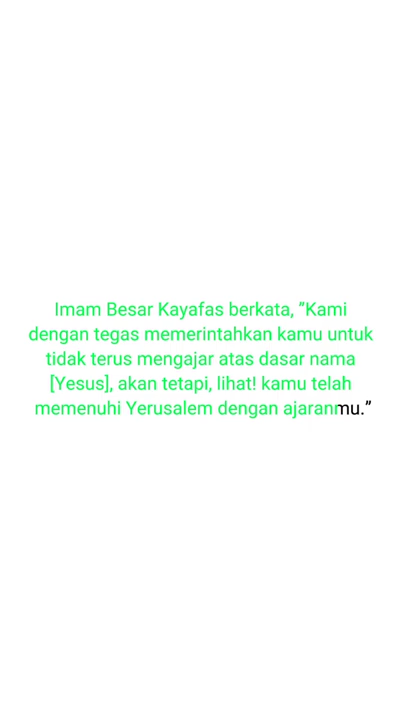 Imam Besar Kayafas berkata, ”Kami
dengan tegas memerintahkan kamu untuk
tidak terus mengajar atas dasar nama
[Yesus], akan tetapi, lihat! kamu telah
memenuhi Yerusalem dengan ajaranmu.”